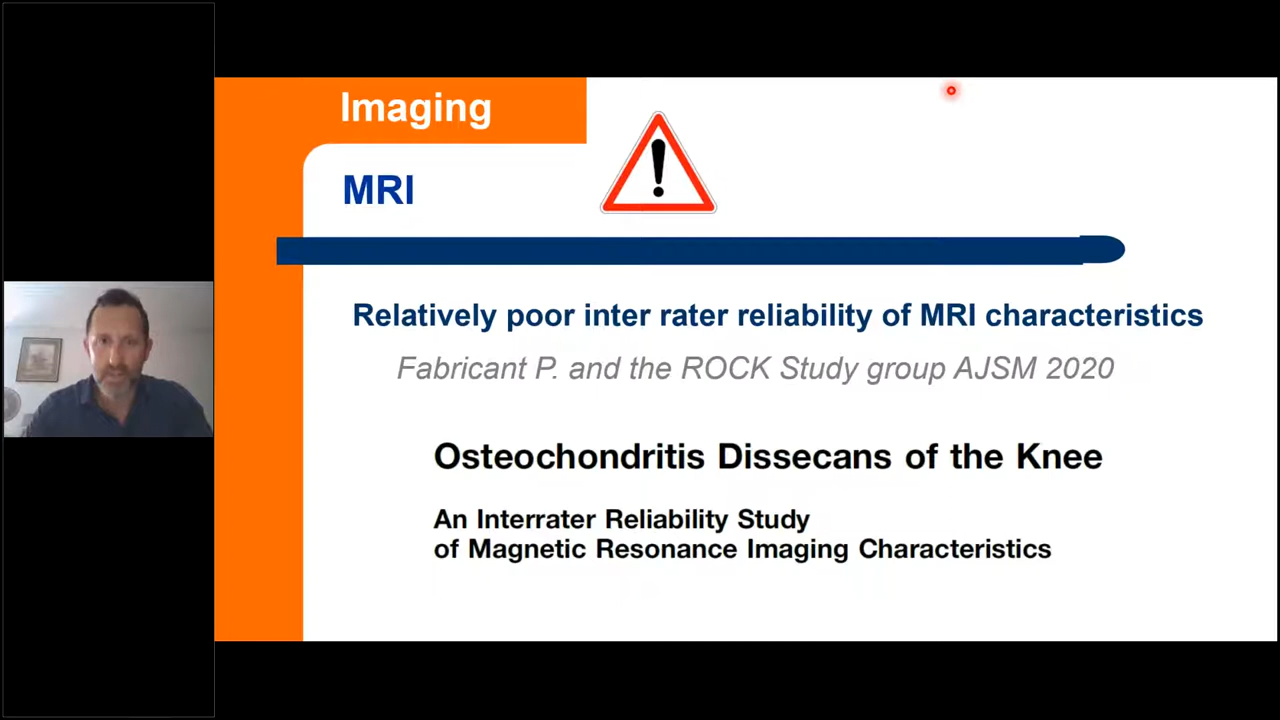 Imaging
MRI
Relatively poor inter rater reliability of MRI characteristics
Fabricant P. and the ROCK Study group AJSM 2020
Osteochondritis Dissecans of the Knee
An Interrater Reliability Study
of Magnetic Resonance Imaging Characteristics